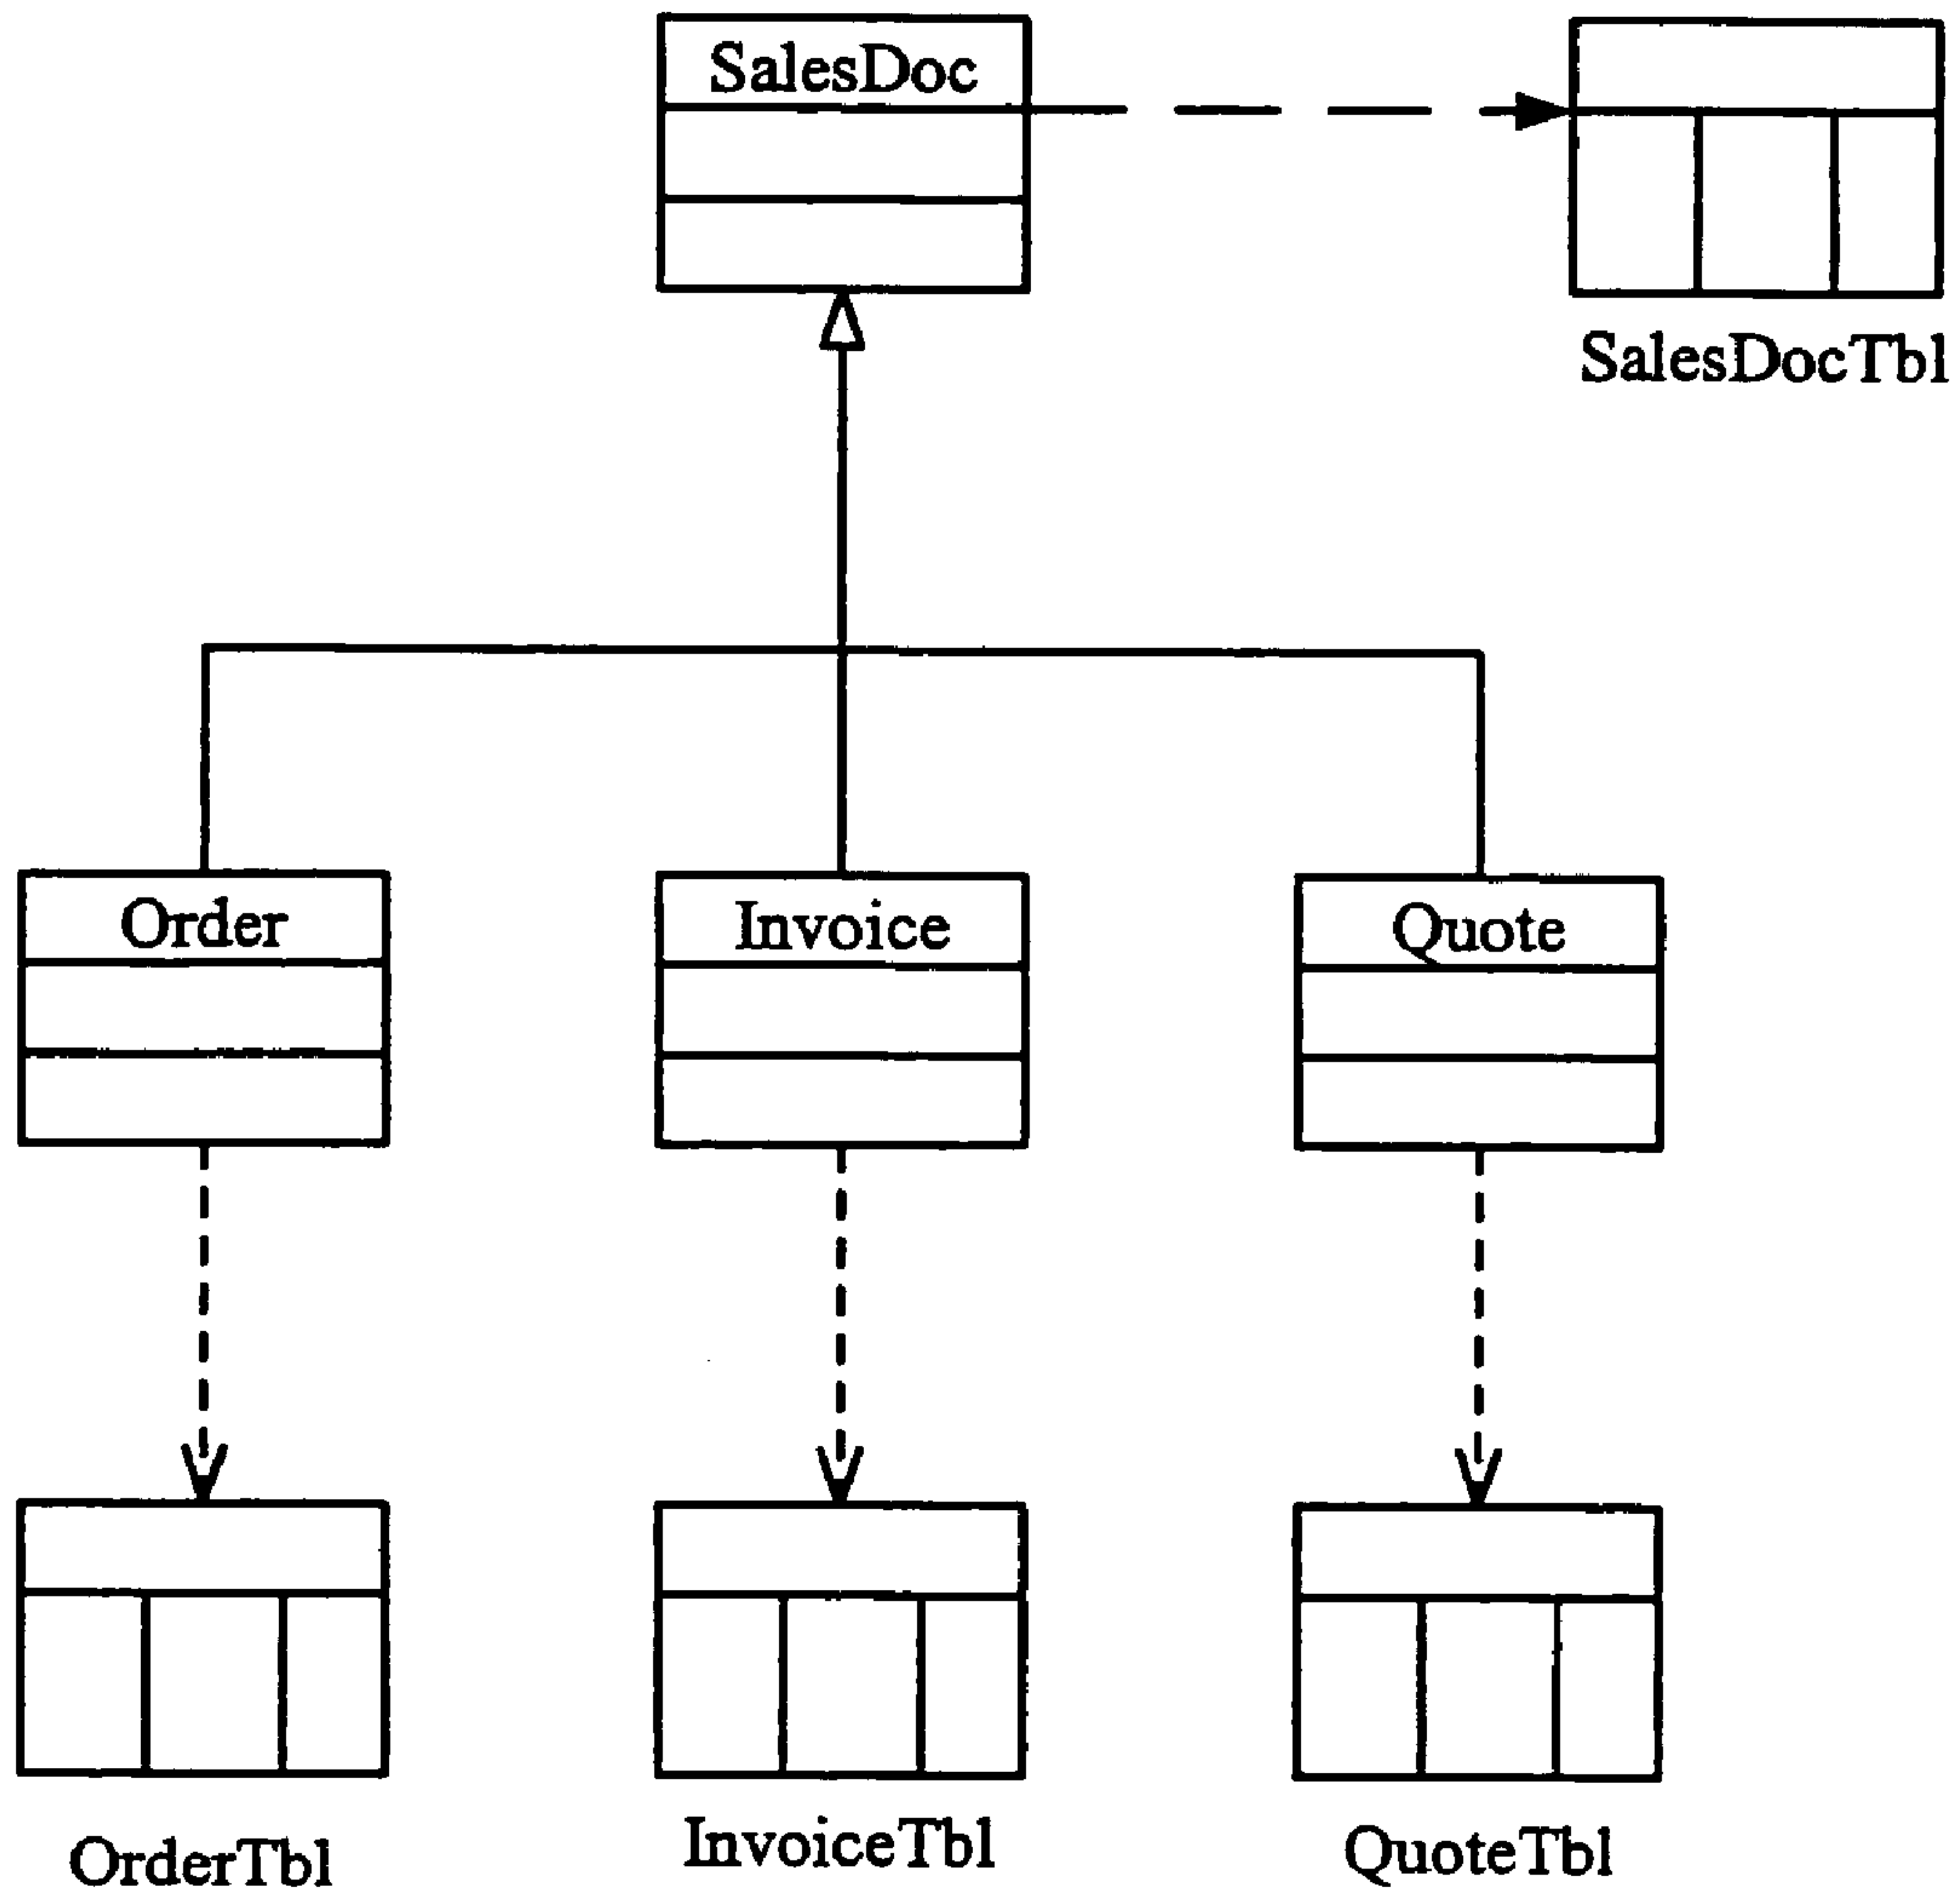 SalesDoc
SalesDocTbl
Order
Invoice
Quote
OrderTbl
InvoiceTbl
QuoteTbl